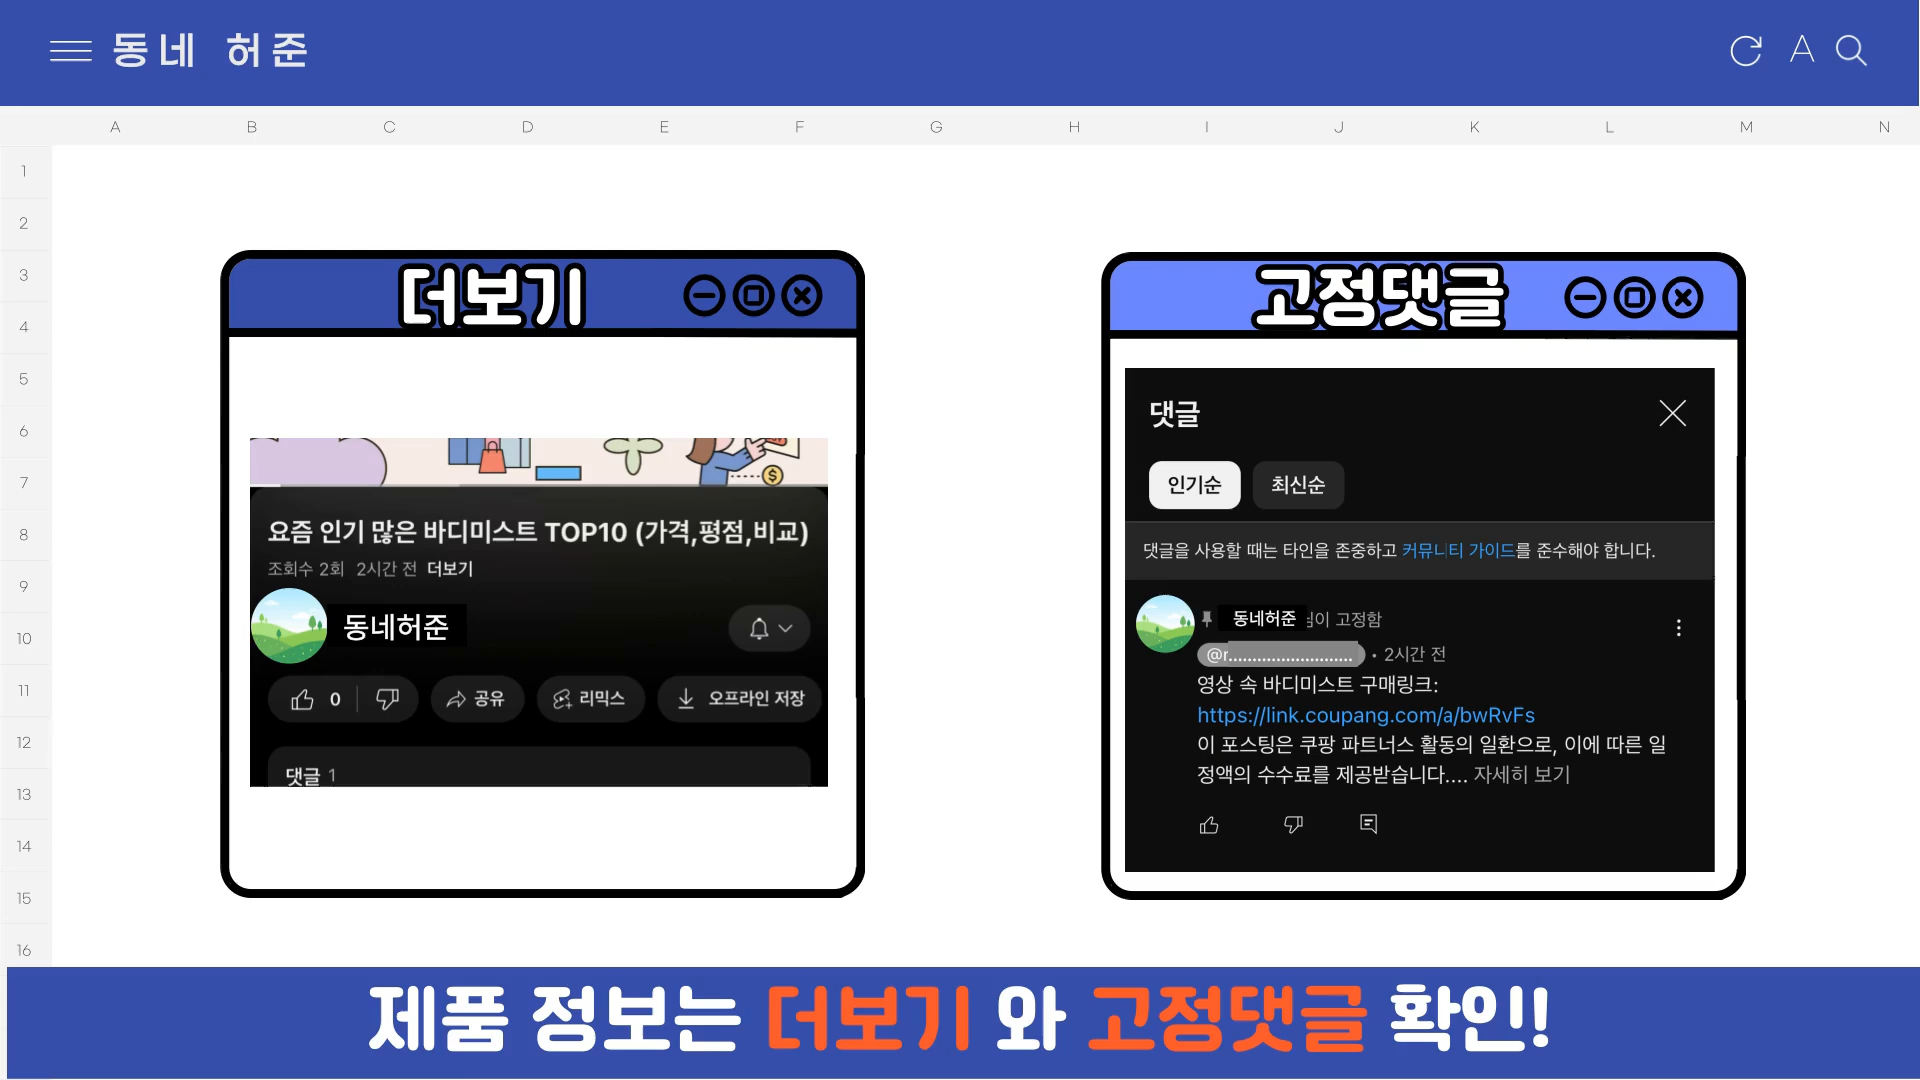 동네 허준
A
A B C D E F G H I J K L M N
1
2
3
4
5
6
7
8
9
10
11
12
13
14
15
16
더보기
요즘 인기 많은 바디미스트 TOP10 (가격,평점,비교)
조회수 2회 2시간 전 더보기
동네허준
0 공유 리믹스 오프라인 저장
댓글 1
고정댓글
댓글
인기순 최신순
댓글을 사용할 때는 타인을 존중하고 커뮤니티 가이드를 준수해야 합니다.
동네허준 님이 고정함
@r.......................... • 2시간 전
영상 속 바디미스트 구매링크:
https://link.coupang.com/a/bwRvFs
이 포스팅은 쿠팡 파트너스 활동의 일환으로, 이에 따른 일
정액의 수수료를 제공받습니다.... 자세히 보기
제품 정보는 더보기 와 고정댓글 확인!